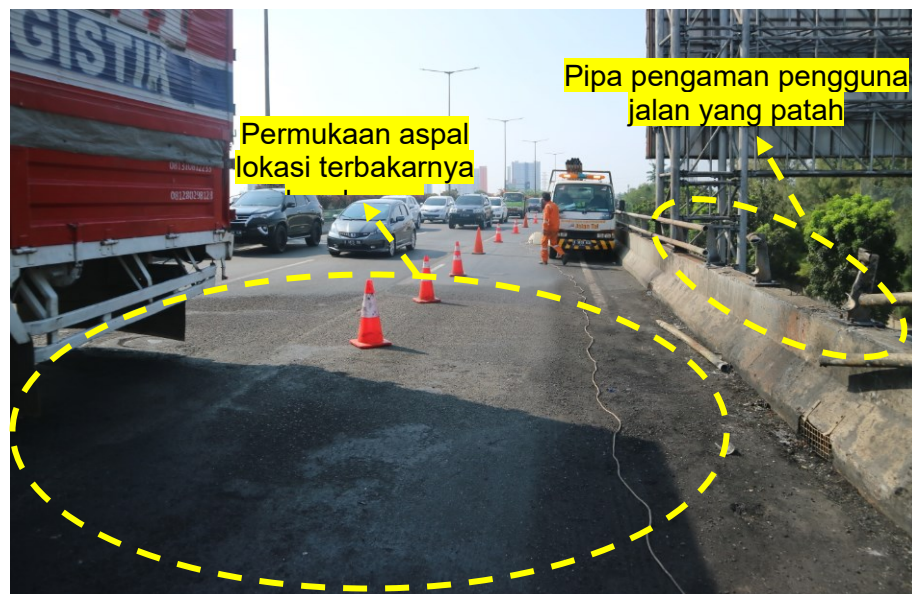 GISTIK
Pipa pengaman pengguna
jalan yang patah
Permukaan aspal
lokasi terbakarnya